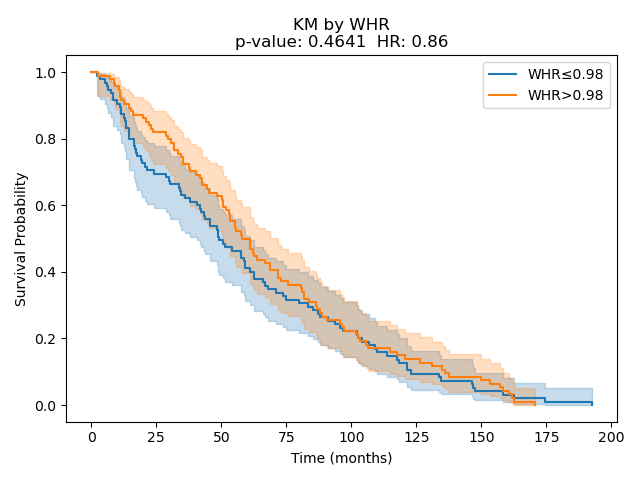 KM by WHR
p-value: 0.4641  HR: 0.86
WHR≤0.98
WHR>0.98
Survival Probability
1.0
0.8
0.6
0.4
0.2
0.0
0 25 50 75 100 125 150 175 200
Time (months)